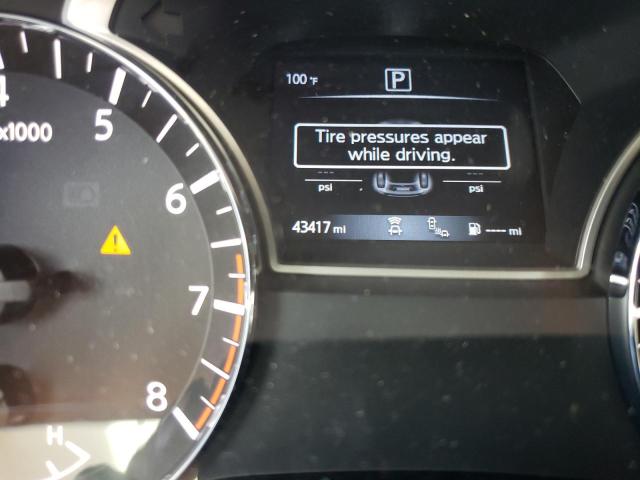 4
x1000
5
6
7
8
H
100 °F
P
Tire pressures appear
while driving.
--- ---
psi psi
43417 mi ---- mi